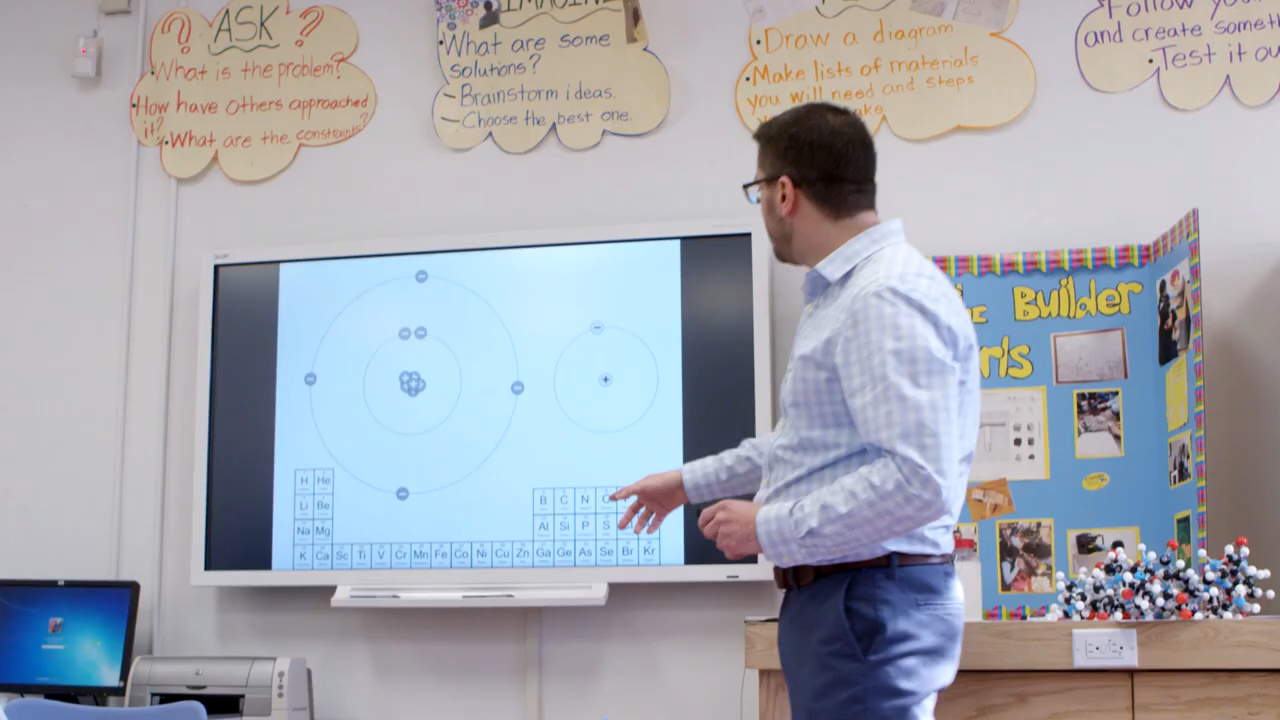 ? ASK ?
• What is the problem?
• How have others approached
it?
• What are the constraints?
IMAGINE
• What are some
solutions?
– Brainstorm ideas.
– Choose the best one.
• Draw a diagram
• Make lists of materials
you will need and steps
Follow you
and create someth
• Test it ou
Builder
H He
Li Be
Na Mg
K Ca Sc Ti V Cr Mn Fe Co Ni Cu Zn Ga Ge As Se Br Kr
B C N O
Al Si P S